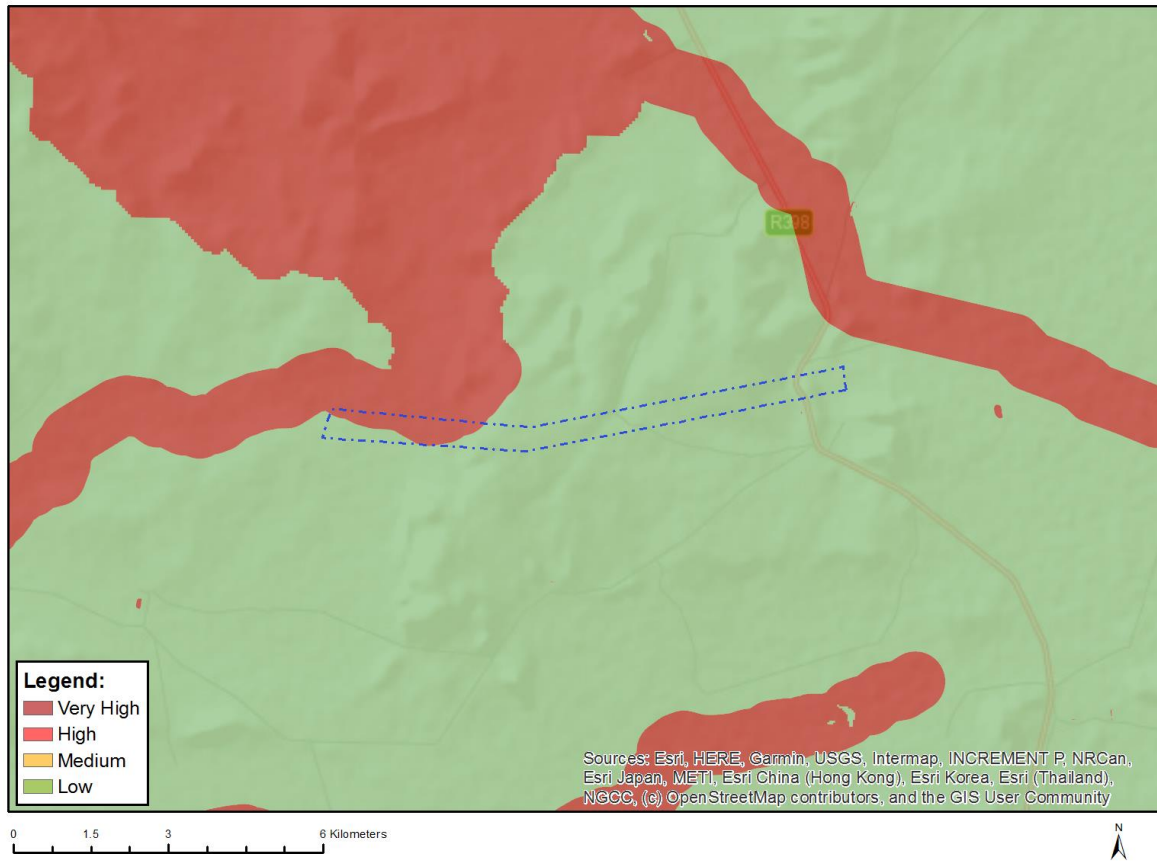 R398
Legend:
Very High
High
Medium
Low
Sources: Esri, HERE, Garmin, USGS, Intermap, INCREMENT P, NRCan,
Esri Japan, METI, Esri China (Hong Kong), Esri Korea, Esri (Thailand),
NGCC, (c) OpenStreetMap contributors, and the GIS User Community
0 1.5 3 6 Kilometers
N